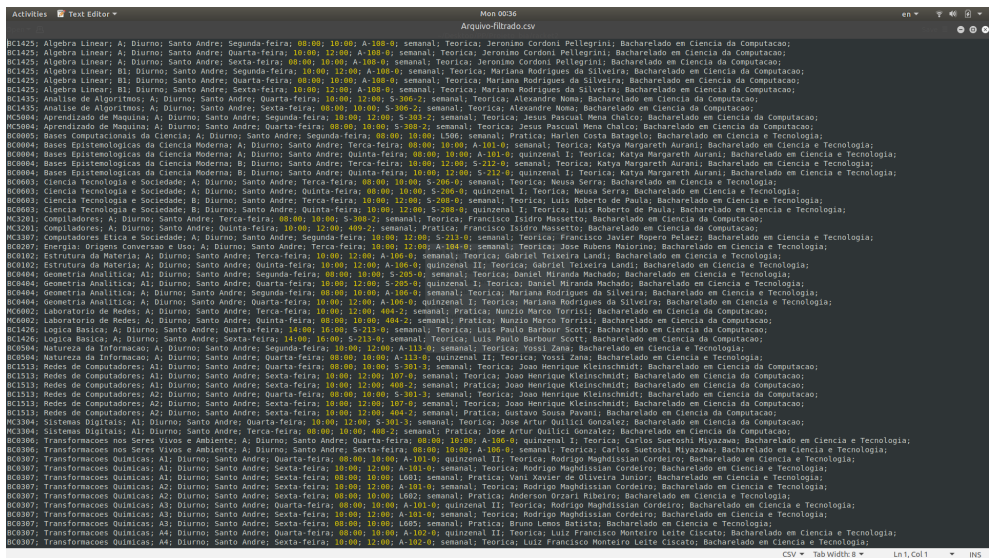 Activities Text Editor Mon 00:36 en
Arquivo-filtrado.csv
BC1425; Algebra Linear; A; Diurno; Santo Andre; Segunda-feira; 08:00; 10:00; A-108-0; semanal; Teorica; Jeronimo Cordoni Pellegrini; Bacharelado em Ciencia da Computacao;
BC1425; Algebra Linear; A; Diurno; Santo Andre; Quarta-feira; 10:00; 12:00; A-108-0; semanal; Teorica; Jeronimo Cordoni Pellegrini; Bacharelado em Ciencia da Computacao;
BC1425; Algebra Linear; A; Diurno; Santo Andre; Sexta-feira; 08:00; 10:00; A-108-0; semanal; Teorica; Jeronimo Cordoni Pellegrini; Bacharelado em Ciencia da Computacao;
BC1425; Algebra Linear; B1; Diurno; Santo Andre; Segunda-feira; 10:00; 12:00; A-108-0; semanal; Teorica; Mariana Rodrigues da Silveira; Bacharelado em Ciencia da Computacao;
BC1425; Algebra Linear; B1; Diurno; Santo Andre; Quarta-feira; 08:00; 10:00; A-108-0; semanal; Teorica; Mariana Rodrigues da Silveira; Bacharelado em Ciencia da Computacao;
BC1425; Algebra Linear; B1; Diurno; Santo Andre; Sexta-feira; 10:00; 12:00; A-108-0; semanal; Teorica; Mariana Rodrigues da Silveira; Bacharelado em Ciencia da Computacao;
BC1435; Analise de Algoritmos; A; Diurno; Santo Andre; Quarta-feira; 10:00; 12:00; S-306-2; semanal; Teorica; Alexandre Noma; Bacharelado em Ciencia da Computacao;
BC1435; Analise de Algoritmos; A; Diurno; Santo Andre; Sexta-feira; 08:00; 10:00; S-306-2; semanal; Teorica; Alexandre Noma; Bacharelado em Ciencia da Computacao;
MC5004; Aprendizado de Maquina; A; Diurno; Santo Andre; Segunda-feira; 10:00; 12:00; S-303-2; semanal; Teorica; Jesus Pascual Mena Chalco; Bacharelado em Ciencia da Computacao;
MC5004; Aprendizado de Maquina; A; Diurno; Santo Andre; Quarta-feira; 08:00; 10:00; S-308-2; semanal; Teorica; Jesus Pascual Mena Chalco; Bacharelado em Ciencia da Computacao;
BC0005; Bases Computacionais da Ciencia; A; Diurno; Santo Andre; Segunda-feira; 08:00; 10:00; L506; semanal; Pratica; Harlen Costa Batagelo; Bacharelado em Ciencia e Tecnologia;
BC0004; Bases Epistemologicas da Ciencia Moderna; A; Diurno; Santo Andre; Terca-feira; 08:00; 10:00; A-101-0; semanal; Teorica; Katya Margareth Aurani; Bacharelado em Ciencia e Tecnologia;
BC0004; Bases Epistemologicas da Ciencia Moderna; A; Diurno; Santo Andre; Quinta-feira; 08:00; 10:00; A-101-0; quinzenal I; Teorica; Katya Margareth Aurani; Bacharelado em Ciencia e Tecnologia;
BC0004; Bases Epistemologicas da Ciencia Moderna; B; Diurno; Santo Andre; Terca-feira; 10:00; 12:00; S-212-0; semanal; Teorica; Katya Margareth Aurani; Bacharelado em Ciencia e Tecnologia;
BC0004; Bases Epistemologicas da Ciencia Moderna; B; Diurno; Santo Andre; Quinta-feira; 10:00; 12:00; S-212-0; quinzenal I; Teorica; Katya Margareth Aurani; Bacharelado em Ciencia e Tecnologia;
BC0603; Ciencia Tecnologia e Sociedade; A; Diurno; Santo Andre; Terca-feira; 08:00; 10:00; S-206-0; semanal; Teorica; Neusa Serra; Bacharelado em Ciencia e Tecnologia;
BC0603; Ciencia Tecnologia e Sociedade; A; Diurno; Santo Andre; Quinta-feira; 08:00; 10:00; S-206-0; quinzenal I; Teorica; Neusa Serra; Bacharelado em Ciencia e Tecnologia;
BC0603; Ciencia Tecnologia e Sociedade; B; Diurno; Santo Andre; Terca-feira; 10:00; 12:00; S-208-0; semanal; Teorica; Luis Roberto de Paula; Bacharelado em Ciencia e Tecnologia;
BC0603; Ciencia Tecnologia e Sociedade; B; Diurno; Santo Andre; Quinta-feira; 10:00; 12:00; S-208-0; quinzenal I; Teorica; Luis Roberto de Paula; Bacharelado em Ciencia e Tecnologia;
MC3201; Compiladores; A; Diurno; Santo Andre; Terca-feira; 08:00; 10:00; S-308-2; semanal; Teorica; Francisco Isidro Massetto; Bacharelado em Ciencia da Computacao;
MC3201; Compiladores; A; Diurno; Santo Andre; Quinta-feira; 10:00; 12:00; 409-2; semanal; Pratica; Francisco Isidro Massetto; Bacharelado em Ciencia da Computacao;
MC3307; Computadores Etica e Sociedade; A; Diurno; Santo Andre; Segunda-feira; 10:00; 12:00; S-213-0; semanal; Teorica; Francisco Javier Ropero Pelaez; Bacharelado em Ciencia da Computacao;
BC0207; Energia: Origens Conversao e Uso; A; Diurno; Santo Andre; Terca-feira; 10:00; 12:00; A-104-0; semanal; Teorica; Jose Rubens Maiorino; Bacharelado em Ciencia e Tecnologia;
BC0102; Estrutura da Materia; A; Diurno; Santo Andre; Terca-feira; 10:00; 12:00; A-106-0; semanal; Teorica; Gabriel Teixeira Landi; Bacharelado em Ciencia e Tecnologia;
BC0102; Estrutura da Materia; A; Diurno; Santo Andre; Quinta-feira; 10:00; 12:00; A-106-0; quinzenal II; Teorica; Gabriel Teixeira Landi; Bacharelado em Ciencia e Tecnologia;
BC0404; Geometria Analitica; A1; Diurno; Santo Andre; Segunda-feira; 08:00; 10:00; S-205-0; semanal; Teorica; Daniel Miranda Machado; Bacharelado em Ciencia e Tecnologia;
BC0404; Geometria Analitica; A1; Diurno; Santo Andre; Quarta-feira; 10:00; 12:00; S-205-0; quinzenal I; Teorica; Daniel Miranda Machado; Bacharelado em Ciencia e Tecnologia;
BC0404; Geometria Analitica; A; Diurno; Santo Andre; Segunda-feira; 08:00; 10:00; A-106-0; semanal; Teorica; Mariana Rodrigues da Silveira; Bacharelado em Ciencia e Tecnologia;
BC0404; Geometria Analitica; A; Diurno; Santo Andre; Quarta-feira; 10:00; 12:00; A-106-0; quinzenal I; Teorica; Mariana Rodrigues da Silveira; Bacharelado em Ciencia e Tecnologia;
MC6002; Laboratorio de Redes; A; Diurno; Santo Andre; Terca-feira; 10:00; 12:00; 404-2; semanal; Pratica; Nunzio Marco Torrisi; Bacharelado em Ciencia da Computacao;
MC6002; Laboratorio de Redes; A; Diurno; Santo Andre; Quinta-feira; 08:00; 10:00; 404-2; semanal; Pratica; Nunzio Marco Torrisi; Bacharelado em Ciencia da Computacao;
BC1426; Logica Basica; A; Diurno; Santo Andre; Quarta-feira; 14:00; 16:00; S-213-0; semanal; Teorica; Luis Paulo Barbour Scott; Bacharelado em Ciencia da Computacao;
BC1426; Logica Basica; A; Diurno; Santo Andre; Sexta-feira; 14:00; 16:00; S-213-0; semanal; Teorica; Luis Paulo Barbour Scott; Bacharelado em Ciencia da Computacao;
BC0504; Natureza da Informacao; A; Diurno; Santo Andre; Segunda-feira; 10:00; 12:00; A-113-0; semanal; Teorica; Yossi Zana; Bacharelado em Ciencia e Tecnologia;
BC0504; Natureza da Informacao; A; Diurno; Santo Andre; Quarta-feira; 08:00; 10:00; A-113-0; quinzenal II; Teorica; Yossi Zana; Bacharelado em Ciencia e Tecnologia;
BC1513; Redes de Computadores; A1; Diurno; Santo Andre; Quarta-feira; 08:00; 10:00; S-301-3; semanal; Teorica; Joao Henrique Kleinschmidt; Bacharelado em Ciencia da Computacao;
BC1513; Redes de Computadores; A1; Diurno; Santo Andre; Sexta-feira; 10:00; 12:00; 107-0; semanal; Teorica; Joao Henrique Kleinschmidt; Bacharelado em Ciencia da Computacao;
BC1513; Redes de Computadores; A1; Diurno; Santo Andre; Sexta-feira; 10:00; 12:00; 408-2; semanal; Pratica; Joao Henrique Kleinschmidt; Bacharelado em Ciencia da Computacao;
BC1513; Redes de Computadores; A2; Diurno; Santo Andre; Quarta-feira; 08:00; 10:00; S-301-3; semanal; Teorica; Joao Henrique Kleinschmidt; Bacharelado em Ciencia da Computacao;
BC1513; Redes de Computadores; A2; Diurno; Santo Andre; Sexta-feira; 10:00; 12:00; 107-0; semanal; Teorica; Joao Henrique Kleinschmidt; Bacharelado em Ciencia da Computacao;
BC1513; Redes de Computadores; A2; Diurno; Santo Andre; Sexta-feira; 10:00; 12:00; 404-2; semanal; Pratica; Gustavo Sousa Pavani; Bacharelado em Ciencia da Computacao;
MC3304; Sistemas Digitais; A1; Diurno; Santo Andre; Quarta-feira; 10:00; 12:00; S-301-3; semanal; Teorica; Jose Artur Quilici Gonzalez; Bacharelado em Ciencia da Computacao;
MC3304; Sistemas Digitais; A1; Diurno; Santo Andre; Terca-feira; 08:00; 10:00; 408-2; semanal; Pratica; Jose Artur Quilici Gonzalez; Bacharelado em Ciencia da Computacao;
BC0306; Transformacoes nos Seres Vivos e Ambiente; A; Diurno; Santo Andre; Quarta-feira; 08:00; 10:00; A-106-0; quinzenal I; Teorica; Carlos Suetoshi Miyazawa; Bacharelado em Ciencia e Tecnologia;
BC0306; Transformacoes nos Seres Vivos e Ambiente; A; Diurno; Santo Andre; Sexta-feira; 10:00; 12:00; A-106-0; semanal; Teorica; Carlos Suetoshi Miyazawa; Bacharelado em Ciencia e Tecnologia;
BC0307; Transformacoes Quimicas; A1; Diurno; Santo Andre; Quarta-feira; 08:00; 10:00; A-101-0; quinzenal II; Teorica; Rodrigo Maghdissian Cordeiro; Bacharelado em Ciencia e Tecnologia;
BC0307; Transformacoes Quimicas; A1; Diurno; Santo Andre; Sexta-feira; 10:00; 12:00; A-101-0; semanal; Teorica; Rodrigo Maghdissian Cordeiro; Bacharelado em Ciencia e Tecnologia;
BC0307; Transformacoes Quimicas; A1; Diurno; Santo Andre; Sexta-feira; 08:00; 10:00; L601; semanal; Pratica; Vani Xavier de Oliveira Junior; Bacharelado em Ciencia e Tecnologia;
BC0307; Transformacoes Quimicas; A2; Diurno; Santo Andre; Sexta-feira; 10:00; 12:00; A-101-0; semanal; Teorica; Rodrigo Maghdissian Cordeiro; Bacharelado em Ciencia e Tecnologia;
BC0307; Transformacoes Quimicas; A2; Diurno; Santo Andre; Sexta-feira; 08:00; 10:00; L602; semanal; Pratica; Anderson Orzari Ribeiro; Bacharelado em Ciencia e Tecnologia;
BC0307; Transformacoes Quimicas; A3; Diurno; Santo Andre; Quarta-feira; 08:00; 10:00; A-101-0; quinzenal II; Teorica; Rodrigo Maghdissian Cordeiro; Bacharelado em Ciencia e Tecnologia;
BC0307; Transformacoes Quimicas; A3; Diurno; Santo Andre; Sexta-feira; 10:00; 12:00; A-101-0; semanal; Teorica; Rodrigo Maghdissian Cordeiro; Bacharelado em Ciencia e Tecnologia;
BC0307; Transformacoes Quimicas; A3; Diurno; Santo Andre; Sexta-feira; 08:00; 10:00; L605; semanal; Pratica; Bruno Lemos Batista; Bacharelado em Ciencia e Tecnologia;
BC0307; Transformacoes Quimicas; A4; Diurno; Santo Andre; Quarta-feira; 08:00; 10:00; A-102-0; quinzenal II; Teorica; Luiz Francisco Monteiro Leite Ciscato; Bacharelado em Ciencia e Tecnologia;
BC0307; Transformacoes Quimicas; A4; Diurno; Santo Andre; Sexta-feira; 10:00; 12:00; A-102-0; semanal; Teorica; Luiz Francisco Monteiro Leite Ciscato; Bacharelado em Ciencia e Tecnologia;
CSV Tab Width: 8 Ln 1, Col 1 INS